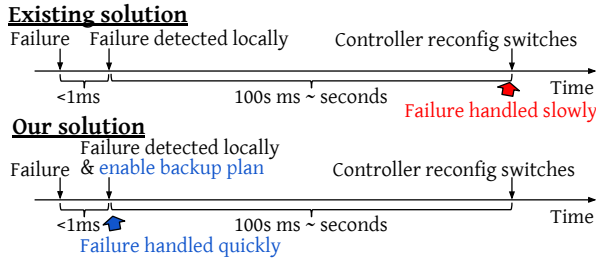 Existing solution
Failure Failure detected locally Controller reconfig switches
<1ms 100s ms ~ seconds Time
Failure handled slowly
Our solution
Failure detected locally
Failure & enable backup plan Controller reconfig switches
<1ms 100s ms ~ seconds Time
Failure handled quickly